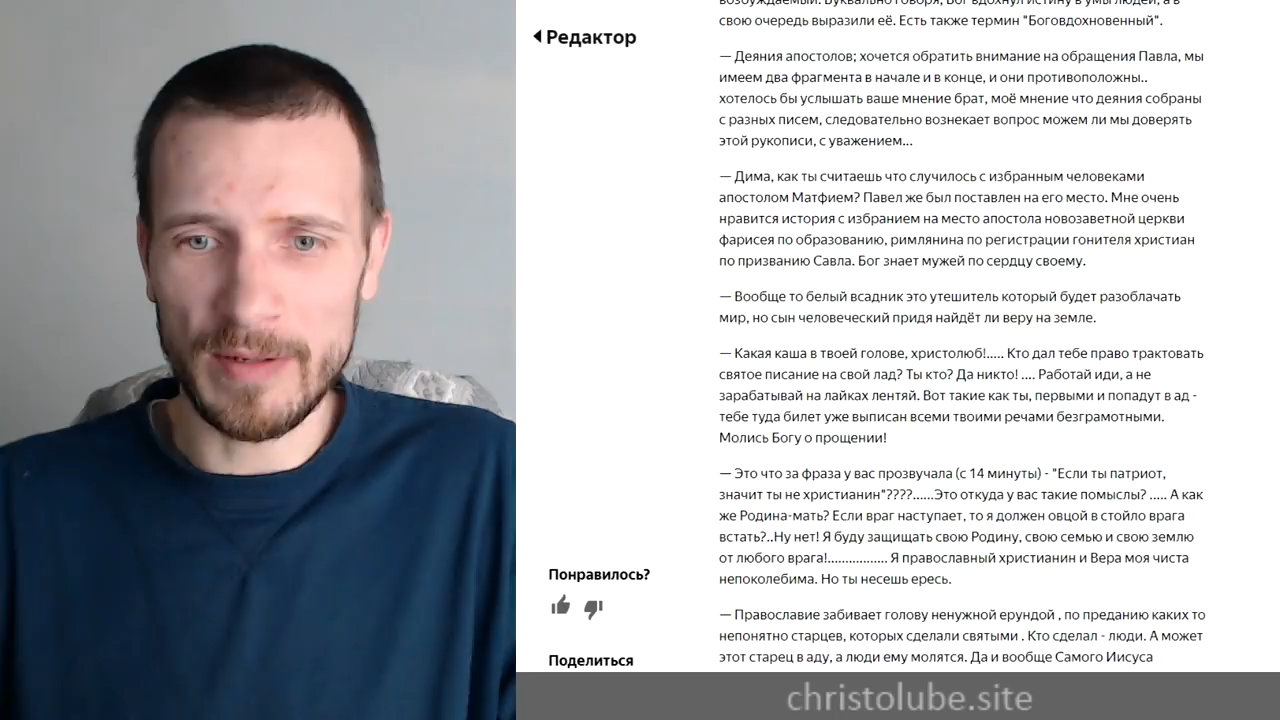 возбуждаемый. Буквально говоря, Бог вдохнул истину в умы людей, а в
свою очередь выразили её. Есть также термин "Боговдохновенный".
Редактор
— Деяния апостолов; хочется обратить внимание на обращения Павла, мы
имеем два фрагмента в начале и в конце, и они противоположны..
хотелось бы услышать ваше мнение брат, моё мнение что деяния собраны
с разных писем, следовательно вознекает вопрос можем ли мы доверять
этой рукописи, с уважением...
— Дима, как ты считаешь что случилось с избранным человеками
апостолом Матфием? Павел же был поставлен на его место. Мне очень
нравится история с избранием на место апостола новозаветной церкви
фарисея по образованию, римлянина по регистрации гонителя христиан
по призванию Савла. Бог знает мужей по сердцу своему.
— Вообще то белый всадник это утешитель который будет разоблачать
мир, но сын человеческий придя найдёт ли веру на земле.
— Какая каша в твоей голове, христолюб!..... Кто дал тебе право трактовать
святое писание на свой лад? Ты кто? Да никто! .... Работай иди, а не
зарабатывай на лайках лентяй. Вот такие как ты, первыми и попадут в ад -
тебе туда билет уже выписан всеми твоими речами безграмотными.
Молись Богу о прощении!
— Это что за фраза у вас прозвучала (с 14 минуты) - "Если ты патриот,
значит ты не христианин"????......Это откуда у вас такие помыслы? ..... А как
же Родина-мать? Если враг наступает, то я должен овцой в стойло врага
встать?..Ну нет! Я буду защищать свою Родину, свою семью и свою землю
от любого врага!................ Я православный христианин и Вера моя чиста
непоколебима. Но ты несешь ересь.
Понравилось?
— Православие забивает голову ненужной ерундой , по преданию каких то
непонятно старцев, которых сделали святыми . Кто сделал - люди. А может
этот старец в аду, а люди ему молятся. Да и вообще Самого Иисуса
Поделиться
christolube.site